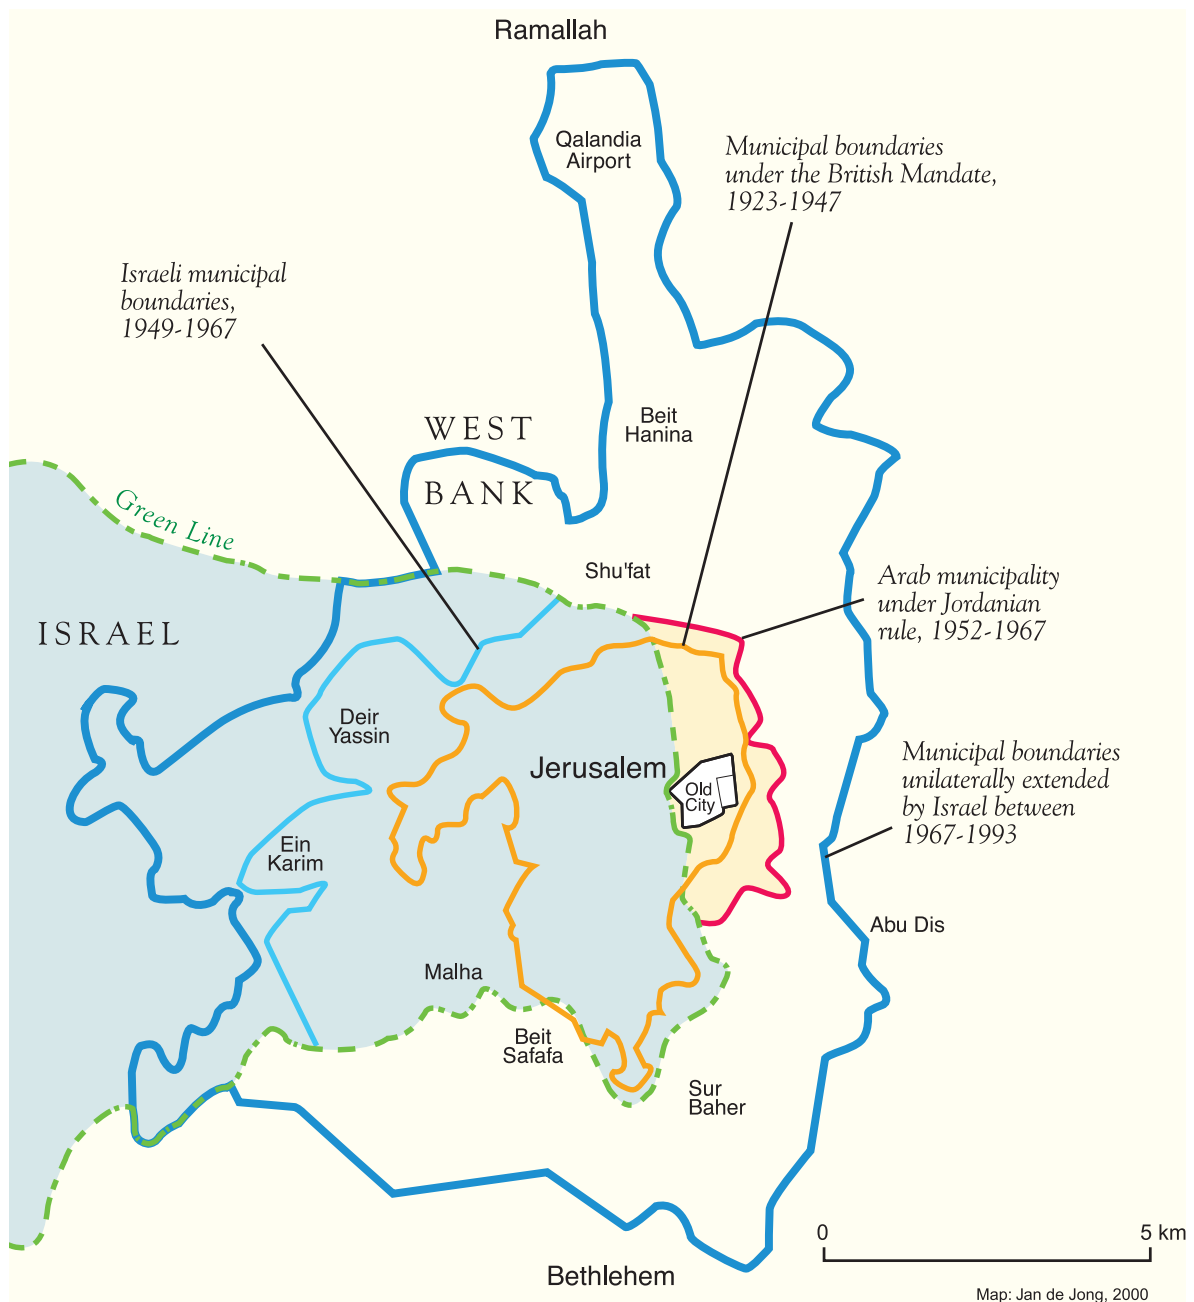 Ramallah
Qalandia
Airport
Municipal boundaries
under the British Mandate,
1923-1947
Israeli municipal
boundaries,
1949-1967
Beit
Hanina
WEST
BANK
Green Line
Shu'fat
Arab municipality
under Jordanian
rule, 1952-1967
ISRAEL
Deir
Yassin
Jerusalem
Old
City
Municipal boundaries
unilaterally extended
by Israel between
1967-1993
Ein
Karim
Abu Dis
Malha
Beit
Safafa
Sur
Baher
0
5 km
Bethlehem
Map: Jan de Jong, 2000